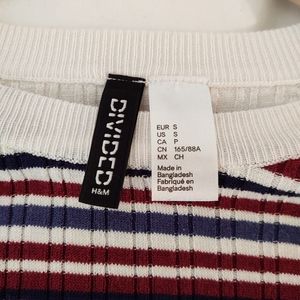 DIVIDED
H&M
EUR S
US S
CA P
CN 165/88A
MX CH
Made in
Bangladesh
Fabriqué en
Bangladesh